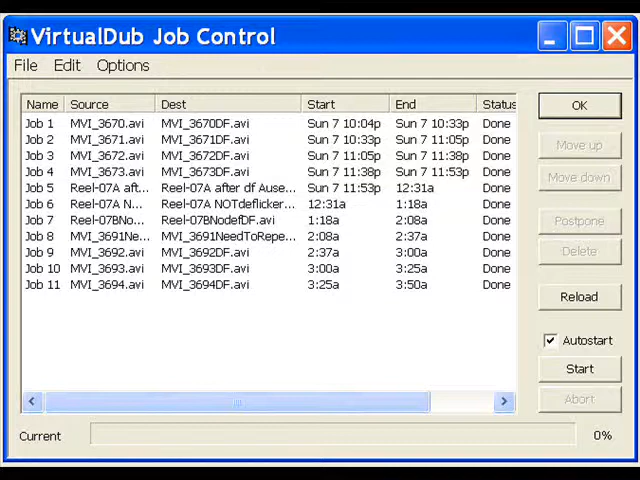 VirtualDub Job Control
File Edit Options
Name Source Dest Start End Status
Job 1 MVI_3670.avi MVI_3670DF.avi Sun 7 10:04p Sun 7 10:33p Done
Job 2 MVI_3671.avi MVI_3671DF.avi Sun 7 10:33p Sun 7 11:05p Done
Job 3 MVI_3672.avi MVI_3672DF.avi Sun 7 11:05p Sun 7 11:38p Done
Job 4 MVI_3673.avi MVI_3673DF.avi Sun 7 11:38p Sun 7 11:53p Done
Job 5 Reel-07A aft... Reel-07A after df Ause... Sun 7 11:53p 12:31a Done
Job 6 Reel-07A N... Reel-07A NOTdeflicker... 12:31a 1:18a Done
Job 7 Reel-07BNo... Reel-07BNodefDF.avi 1:18a 2:08a Done
Job 8 MVI_3691Ne... MVI_3691NeedToRepe... 2:08a 2:37a Done
Job 9 MVI_3692.avi MVI_3692DF.avi 2:37a 3:00a Done
Job 10 MVI_3693.avi MVI_3693DF.avi 3:00a 3:25a Done
Job 11 MVI_3694.avi MVI_3694DF.avi 3:25a 3:50a Done
OK
Move up
Move down
Postpone
Delete
Reload
Autostart
Start
Abort
Current 0%